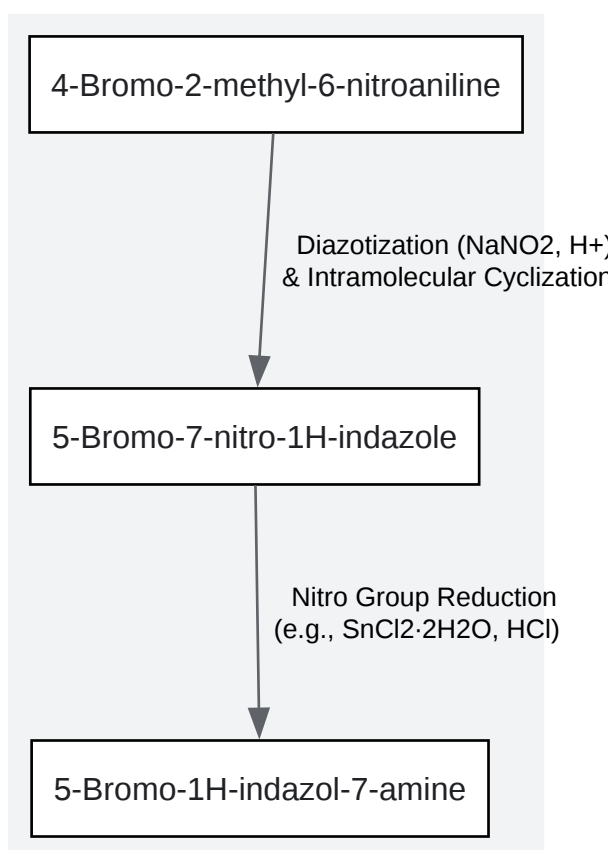 4-Bromo-2-methyl-6-nitroaniline
Diazotization (NaNO2, H+)
& Intramolecular Cyclization
5-Bromo-7-nitro-1H-indazole
Nitro Group Reduction
(e.g., SnCl2·2H2O, HCl)
5-Bromo-1H-indazol-7-amine